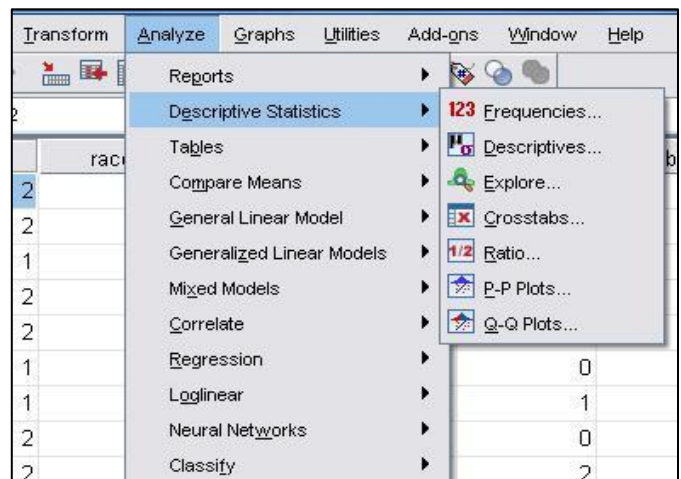 Transform Analyze Graphs Utilities Add-ons Window Help
2
Reports
Descriptive Statistics
Tables
Compare Means
General Linear Model
Generalized Linear Models
Mixed Models
Correlate
Regression
Loglinear
Neural Networks
Classify
123 Frequencies...
Descriptives...
Explore...
Crosstabs...
1/2 Ratio...
P-P Plots...
Q-Q Plots...
2
2
1
2
2
1 0
1 1
2 0
2 2